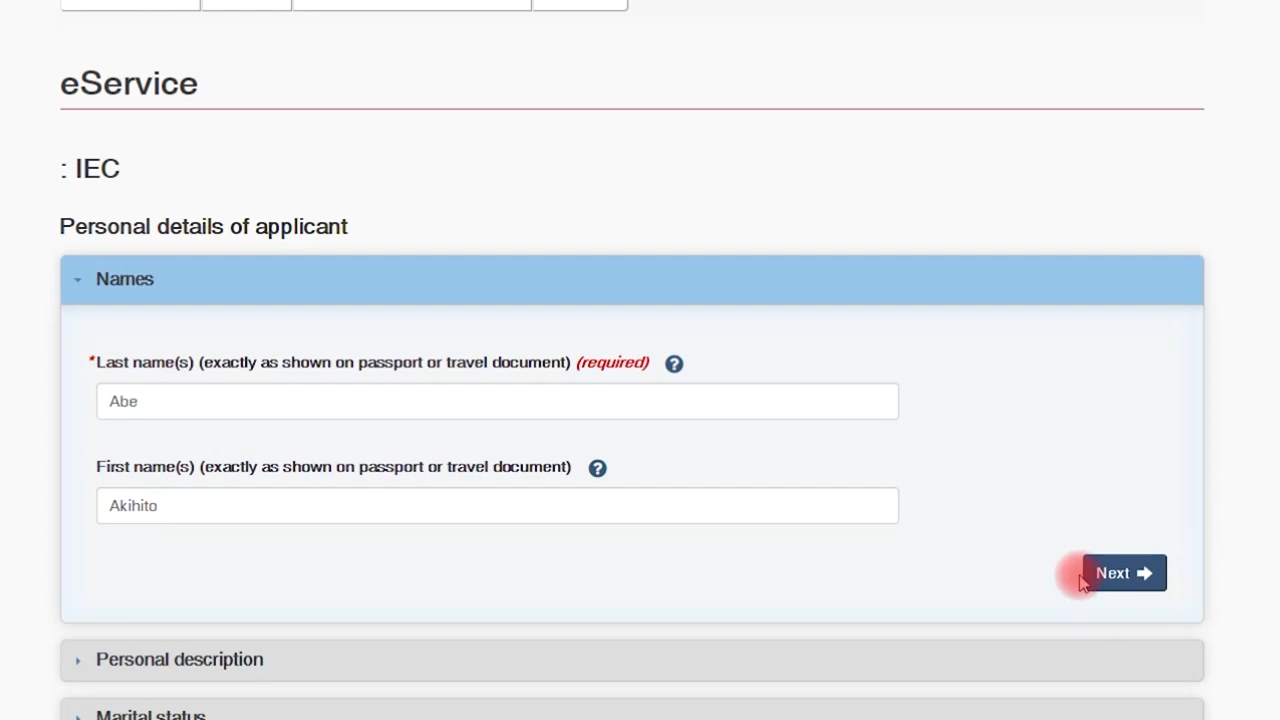 eService
: IEC
Personal details of applicant
Names
*Last name(s) (exactly as shown on passport or travel document) (required) ?
Abe
First name(s) (exactly as shown on passport or travel document) ?
Akihito
Next
Personal description
Marital status